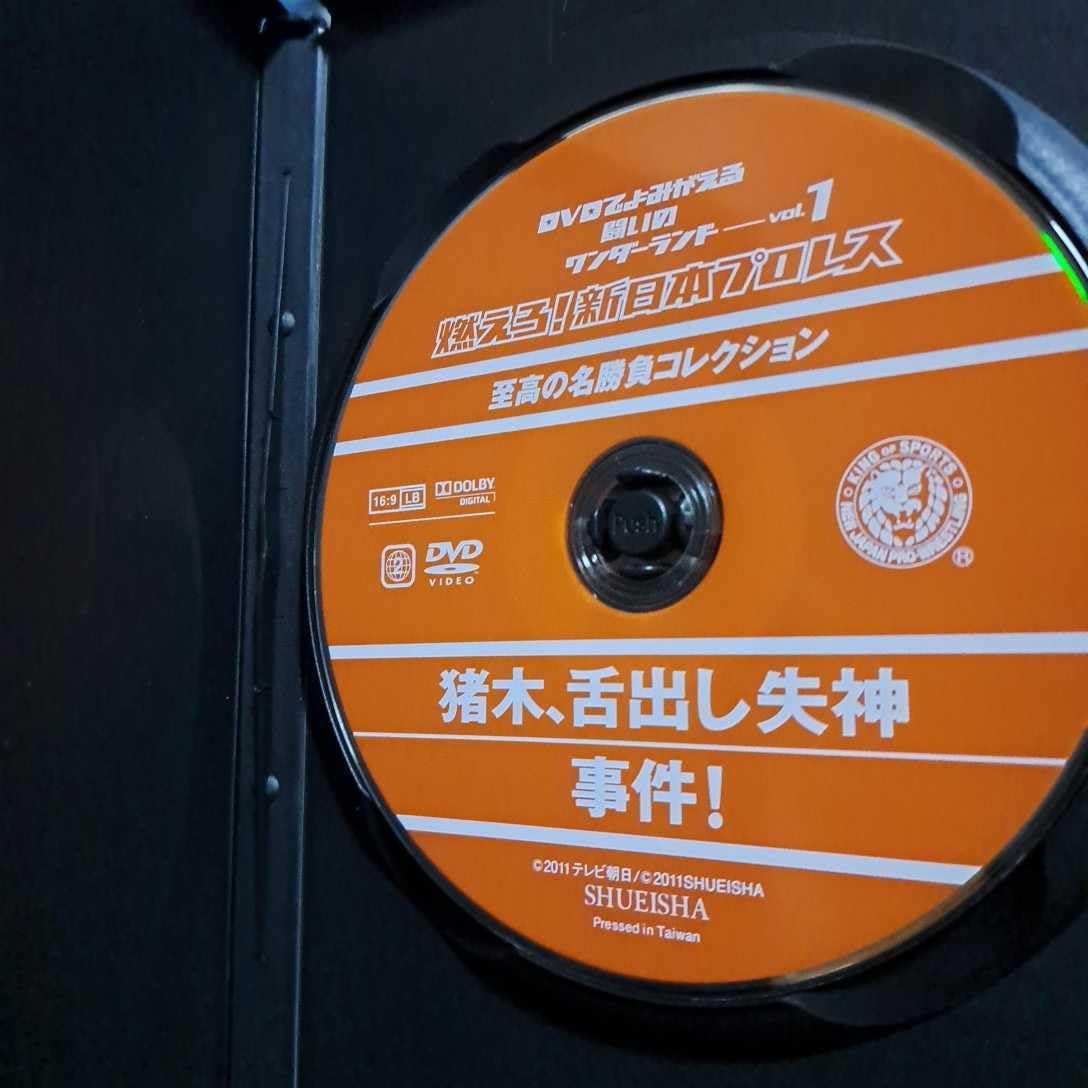 DVDでよみがえる
闘いの
ワンダーランド — vol.1
燃えろ!新日本プロレス
至高の名勝負コレクション
16:9 LB
DOLBY
DIGITAL
2
DVD
VIDEO
Push
KING OF SPORTS
NEW JAPAN PRO-WRESTLING
®
猪木、舌出し失神
事件!
©2011テレビ朝日/©2011SHUEISHA
SHUEISHA
Pressed in Taiwan